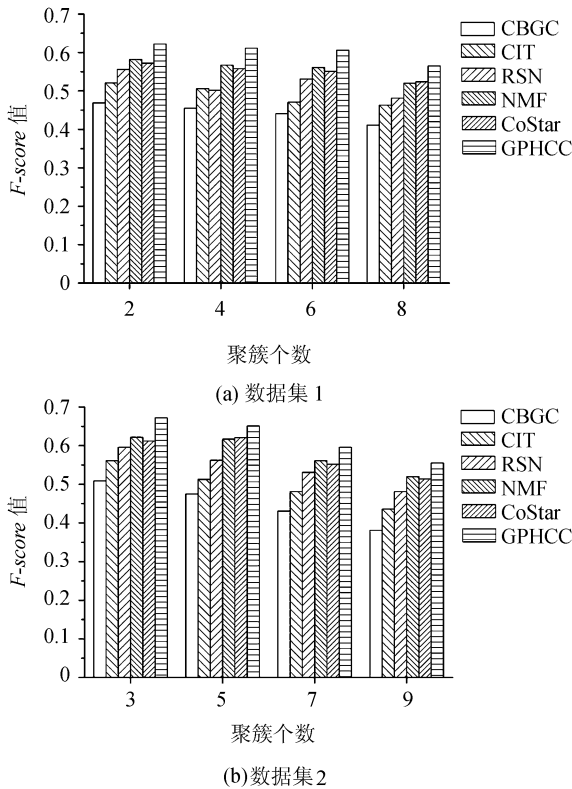 0.7
0.6
0.5
0.4
0.3
0.2
0.1
0
F-score 值
2 4 6 8
聚簇个数
(a) 数据集 1
CBGC
CIT
RSN
NMF
CoStar
GPHCC
0.7
0.6
0.5
0.4
0.3
0.2
0.1
0
F-score 值
3 5 7 9
聚簇个数
(b) 数据集 2
CBGC
CIT
RSN
NMF
CoStar
GPHCC